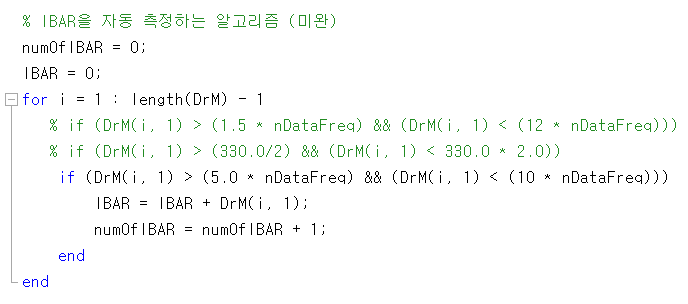 % IBAR을 자동 측정하는 알고리즘 (미완)
numOfIBAR = 0;
IBAR = 0;
for i = 1 : length(DrM) - 1
% if (DrM(i, 1) > (1.5 * nDataFreq) && (DrM(i, 1) < (12 * nDataFreq)))
% if (DrM(i, 1) > (330.0/2) && (DrM(i, 1) < 330.0 * 2.0))
if (DrM(i, 1) > (5.0 * nDataFreq) && (DrM(i, 1) < (10 * nDataFreq)))
IBAR = IBAR + DrM(i, 1);
numOfIBAR = numOfIBAR + 1;
end
end